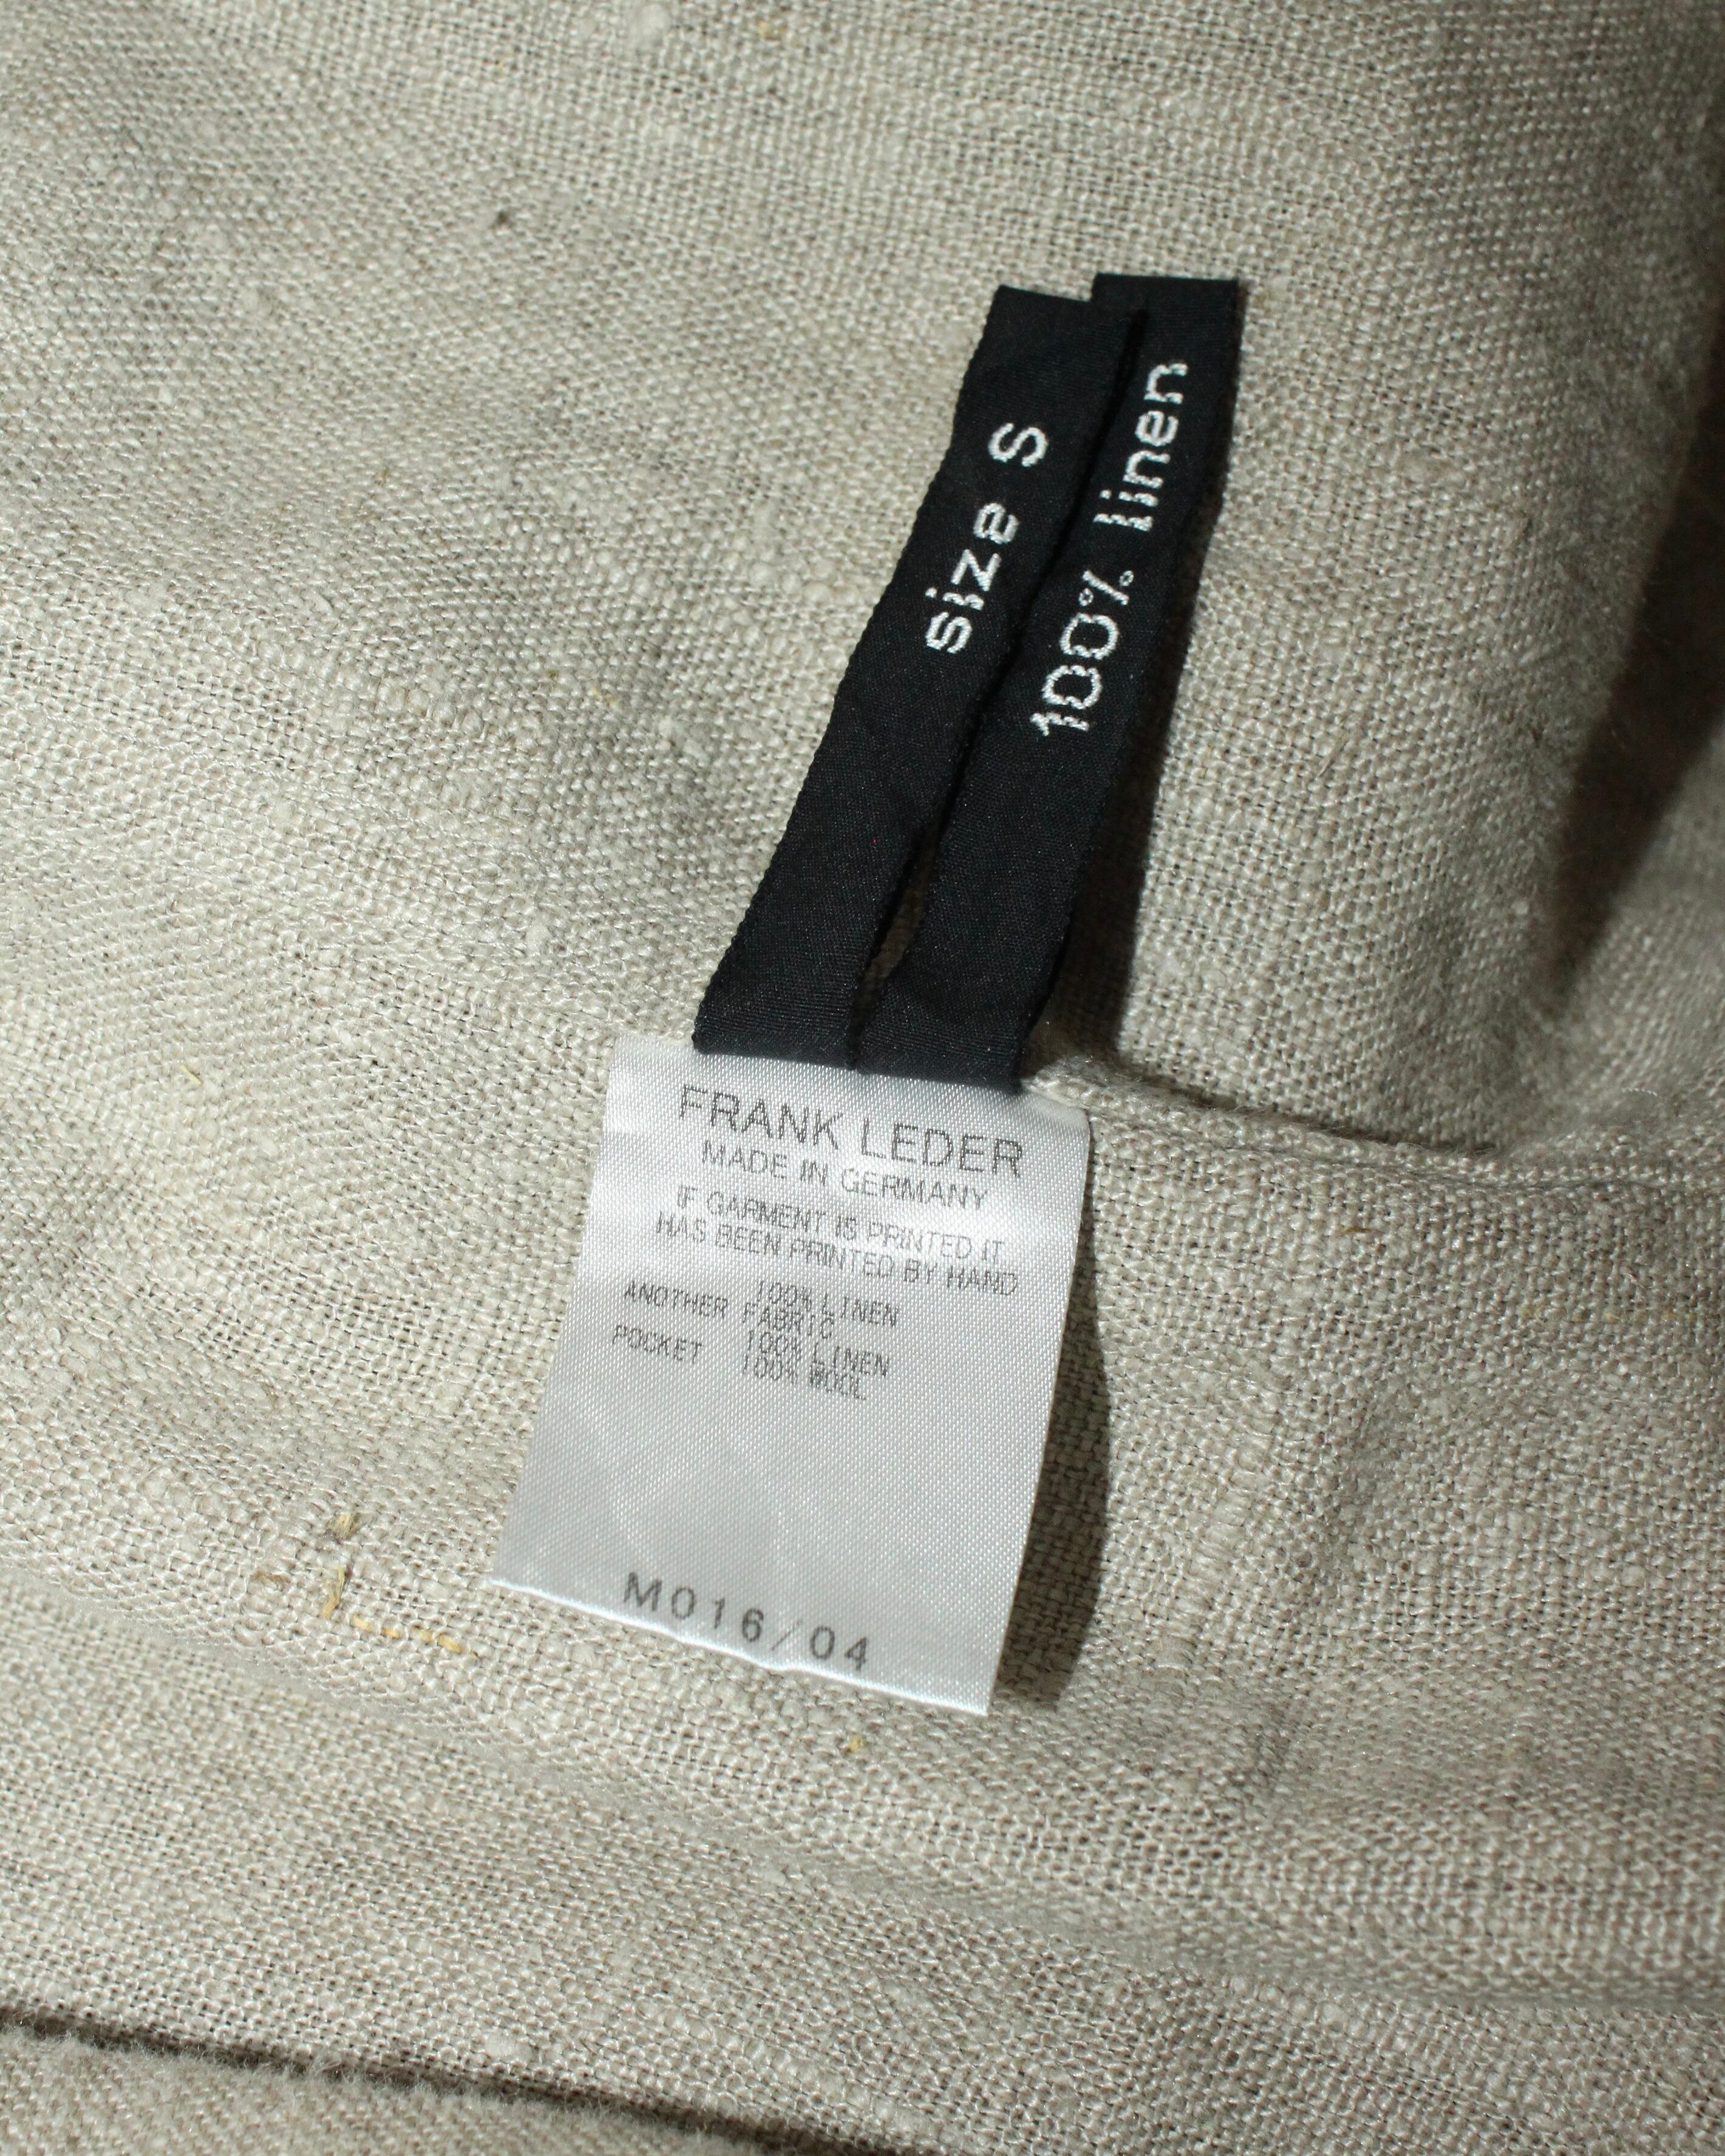 size S
100% linen
FRANK LEDER
MADE IN GERMANY
IF GARMENT IS PRINTED IT
HAS BEEN PRINTED BY HAND
100% LINEN
ANOTHER FABRIC
100% LINEN
POCKET 100% WOOL
M016/04